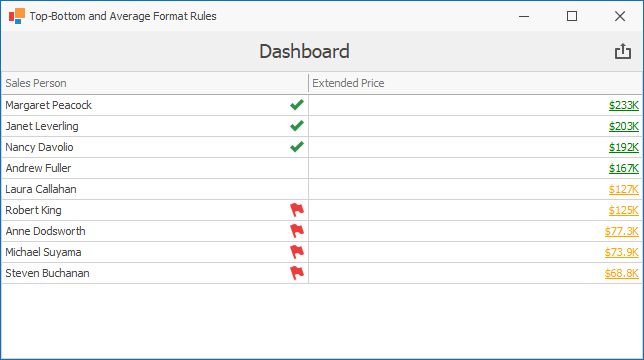 Top-Bottom and Average Format Rules
Dashboard
Sales Person Extended Price
Margaret Peacock $233K
Janet Leverling $203K
Nancy Davolio $192K
Andrew Fuller $167K
Laura Callahan $127K
Robert King $125K
Anne Dodsworth $77.3K
Michael Suyama $73.9K
Steven Buchanan $68.8K